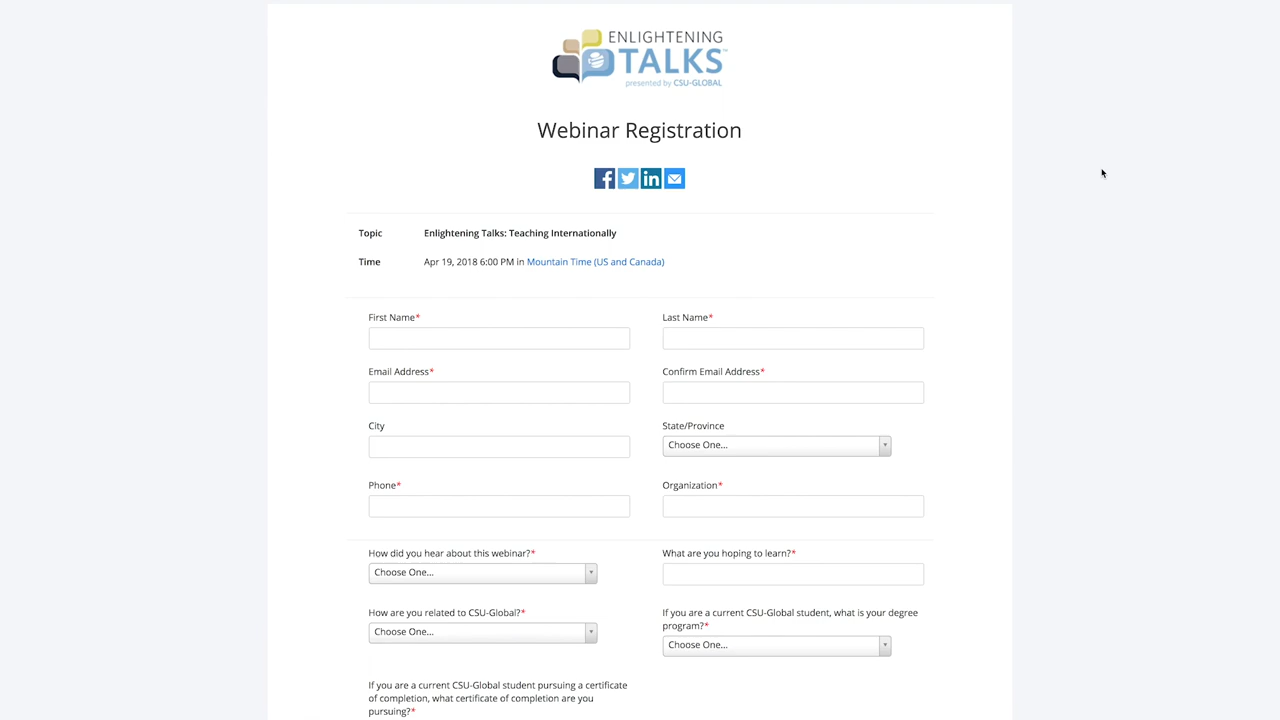 ENLIGHTENING
TALKS™
presented by CSU-GLOBAL
Webinar Registration
Topic Enlightening Talks: Teaching Internationally
Time Apr 19, 2018 6:00 PM in Mountain Time (US and Canada)
First Name* Last Name*
Email Address* Confirm Email Address*
City State/Province
Choose One...
Phone* Organization*
How did you hear about this webinar?* What are you hoping to learn?*
Choose One...
How are you related to CSU-Global?* If you are a current CSU-Global student, what is your degree
program?*
Choose One...
Choose One...
If you are a current CSU-Global student pursuing a certificate
of completion, what certificate of completion are you
pursuing?*